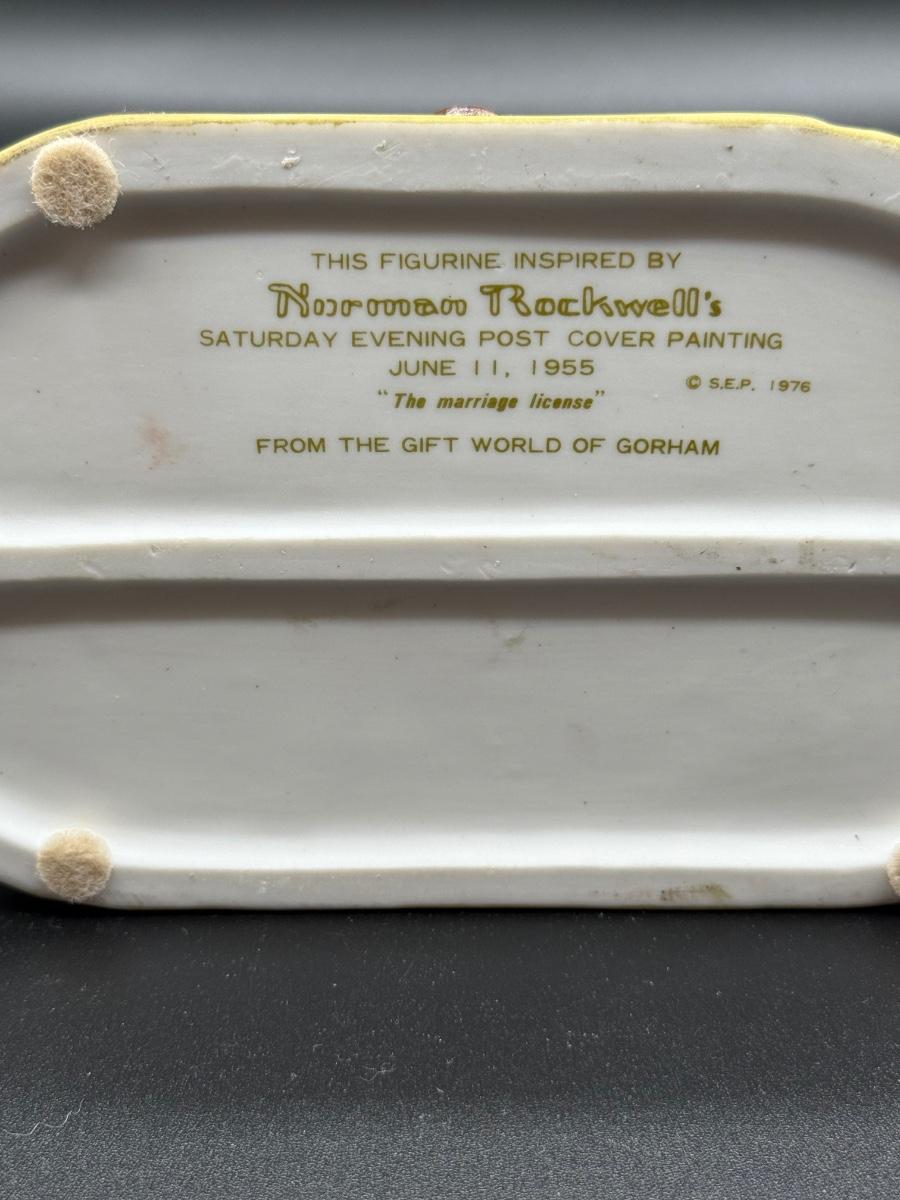 THIS FIGURINE INSPIRED BY
Norman Rockwell's
SATURDAY EVENING POST COVER PAINTING
JUNE 11, 1955
© S.E.P. 1976
"The marriage license"
FROM THE GIFT WORLD OF GORHAM